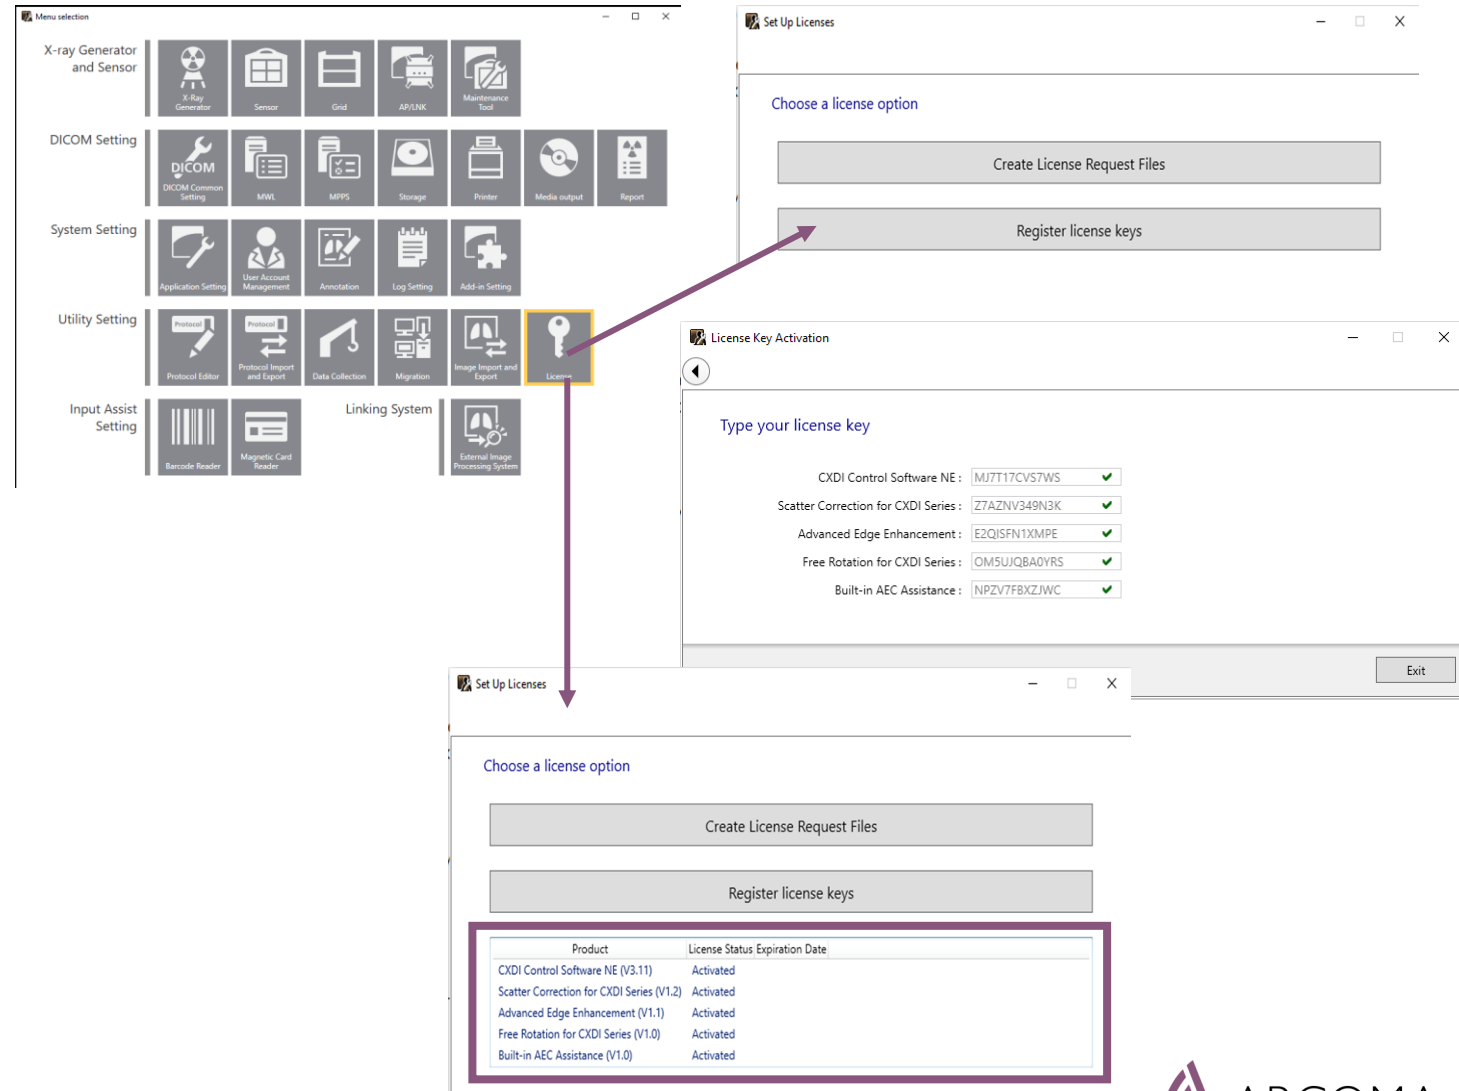 Menu selection
X-ray Generator
and Sensor
X-Ray
Generator
Sensor
Grid
AP/LNK
Maintenance
Tool
DICOM Setting
DICOM
DICOM Common
Setting
MWL
MPPS
Storage
Printer
Media output
Report
System Setting
Application Setting
User Account
Management
Annotation
Log Setting
Add-in Setting
Utility Setting
Protocol
Protocol Editor
Protocol
Protocol Import
and Export
Data Collection
Migration
Image Import and
Export
License
Input Assist
Setting
Barcode Reader
Magnetic Card
Reader
Linking System
External Image
Processing System
Set Up Licenses
Choose a license option
Create License Request Files
Register license keys
License Key Activation
Type your license key
CXDI Control Software NE : MJ7T17CVS7WS
Scatter Correction for CXDI Series : Z7AZNV349N3K
Advanced Edge Enhancement : E2QISFN1XMPE
Free Rotation for CXDI Series : OM5UJQBA0YRS
Built-in AEC Assistance : NPZV7FBXZJWC
Exit
Set Up Licenses
Choose a license option
Create License Request Files
Register license keys
Product License Status Expiration Date
CXDI Control Software NE (V3.11) Activated
Scatter Correction for CXDI Series (V1.2) Activated
Advanced Edge Enhancement (V1.1) Activated
Free Rotation for CXDI Series (V1.0) Activated
Built-in AEC Assistance (V1.0) Activated